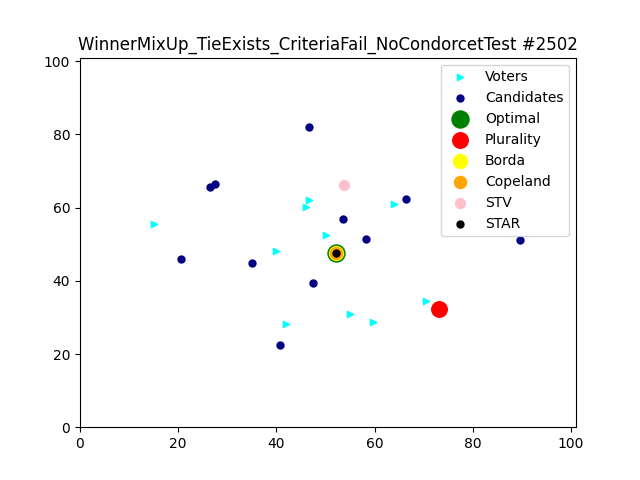 WinnerMixUp_TieExists_CriteriaFail_NoCondorcetTest #2502
100
80
60
40
20
0
0 20 40 60 80 100
Voters
Candidates
Optimal
Plurality
Borda
Copeland
STV
STAR